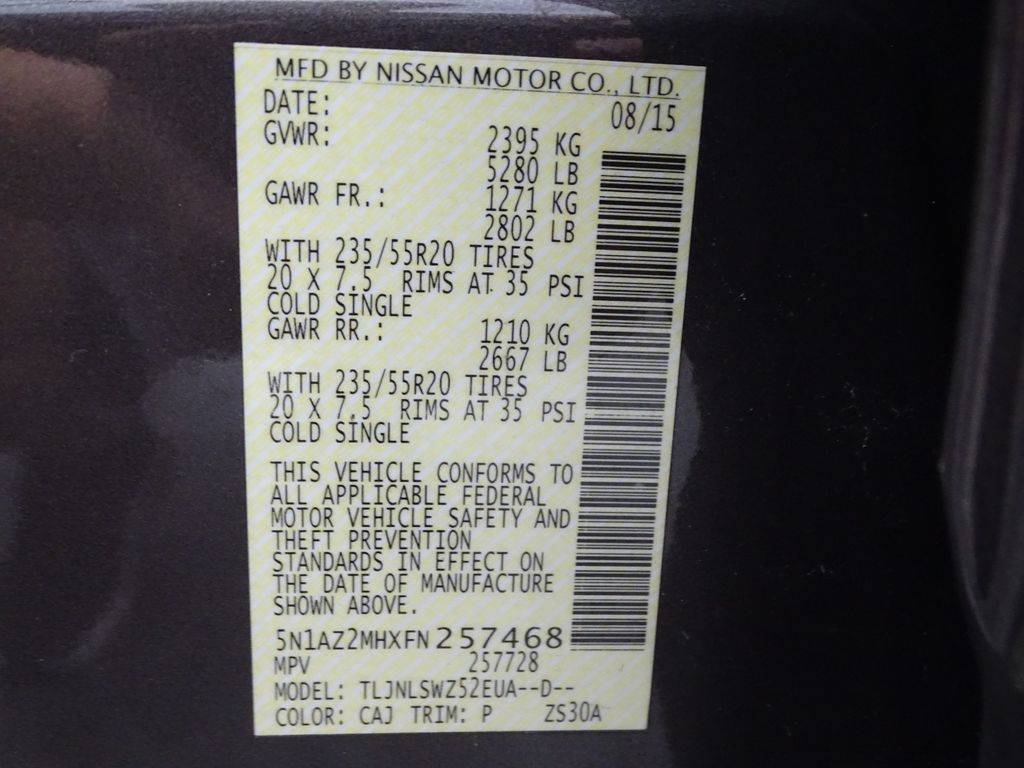 MFD BY NISSAN MOTOR CO., LTD.
DATE: 08/15
GVWR: 2395 KG
5280 LB
GAWR FR.: 1271 KG
2802 LB
WITH 235/55R20 TIRES
20 X 7.5 RIMS AT 35 PSI
COLD SINGLE
GAWR RR.: 1210 KG
2667 LB
WITH 235/55R20 TIRES
20 X 7.5 RIMS AT 35 PSI
COLD SINGLE
THIS VEHICLE CONFORMS TO
ALL APPLICABLE FEDERAL
MOTOR VEHICLE SAFETY AND
THEFT PREVENTION
STANDARDS IN EFFECT ON
THE DATE OF MANUFACTURE
SHOWN ABOVE.
5N1AZ2MHXFN257468
MPV 257728
MODEL: TLJNLSWZ52EUA--D--
COLOR: CAJ TRIM: P ZS30A